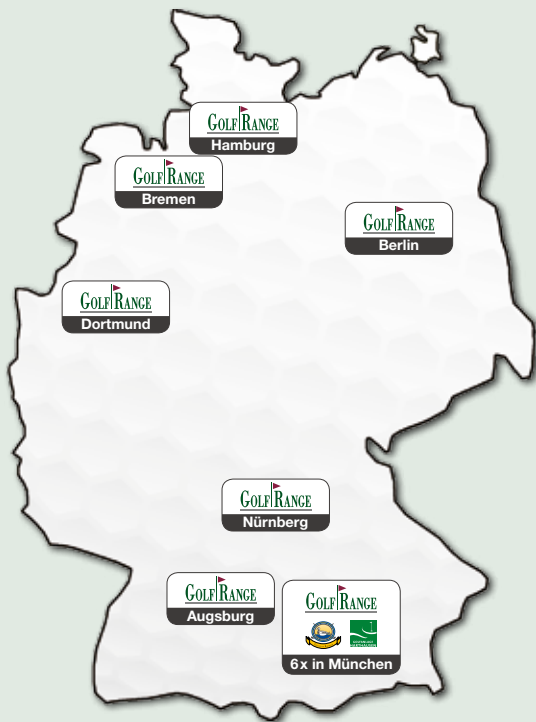 GOLF RANGE
Hamburg
GOLF RANGE
Bremen
GOLF RANGE
Berlin
GOLF RANGE
Dortmund
GOLF RANGE
Nürnberg
GOLF RANGE
Augsburg
GOLF RANGE
6x in München